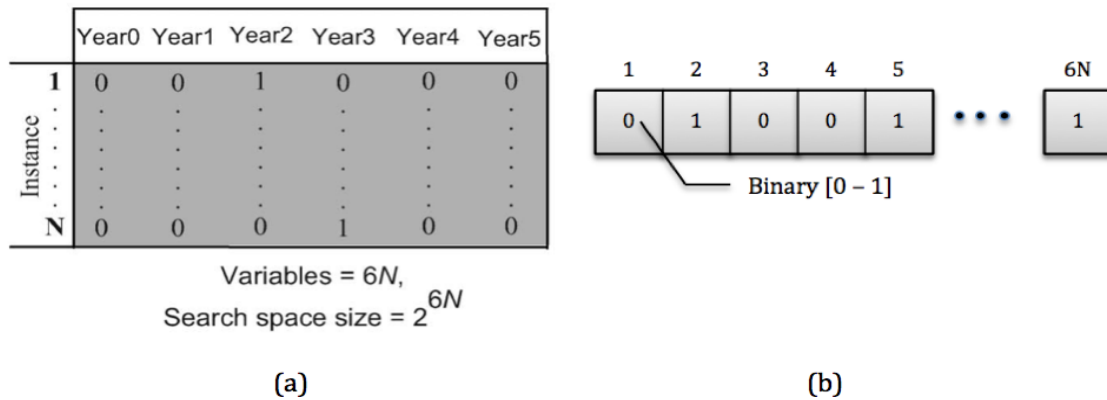 Year0 Year1 Year2 Year3 Year4 Year5
Instance
1 0 0 1 0 0 0
N 0 0 0 1 0 0
Variables = 6N,
Search space size = 2^6N
(a)
1 2 3 4 5 6N
0 1 0 0 1 • • • 1
Binary [0 – 1]
(b)